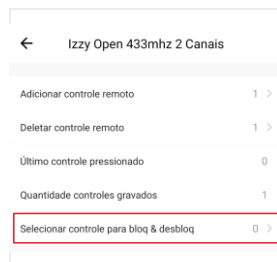 ← Izzy Open 433mhz 2 Canais
Adicionar controle remoto 1 >
Deletar controle remoto 1 >
Último controle pressionado 0
Quantidade controles gravados 1
Selecionar controle para bloq & desbloq 0 >